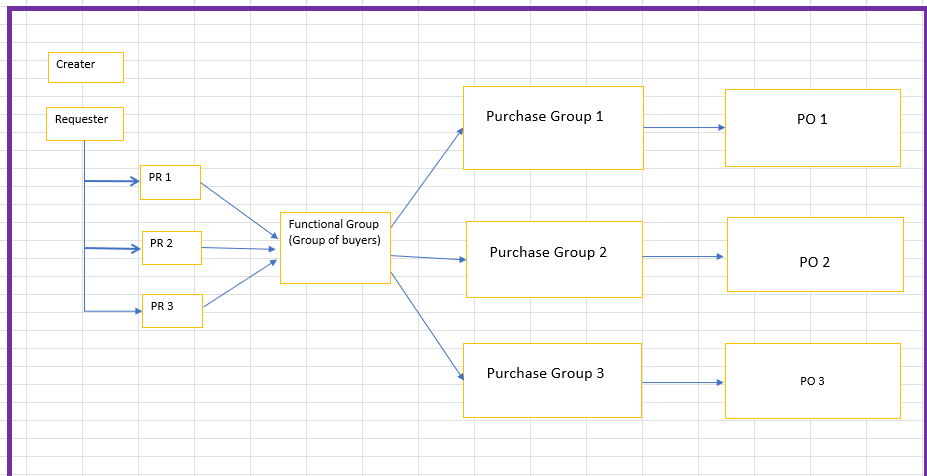 Creater
Requester
PR 1
PR 2
PR 3
Functional Group
(Group of buyers)
Purchase Group 1
Purchase Group 2
Purchase Group 3
PO 1
PO 2
PO 3